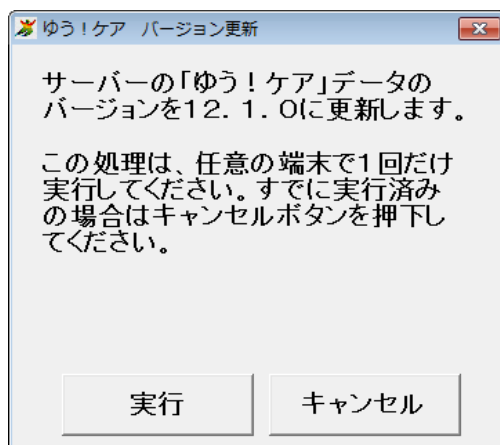 ゆう！ケア　バージョン更新
サーバーの「ゆう！ケア」データの
バージョンを１２．１．０に更新します。
この処理は、任意の端末で１回だけ
実行してください。すでに実行済み
の場合はキャンセルボタンを押下し
てください。
実行
キャンセル